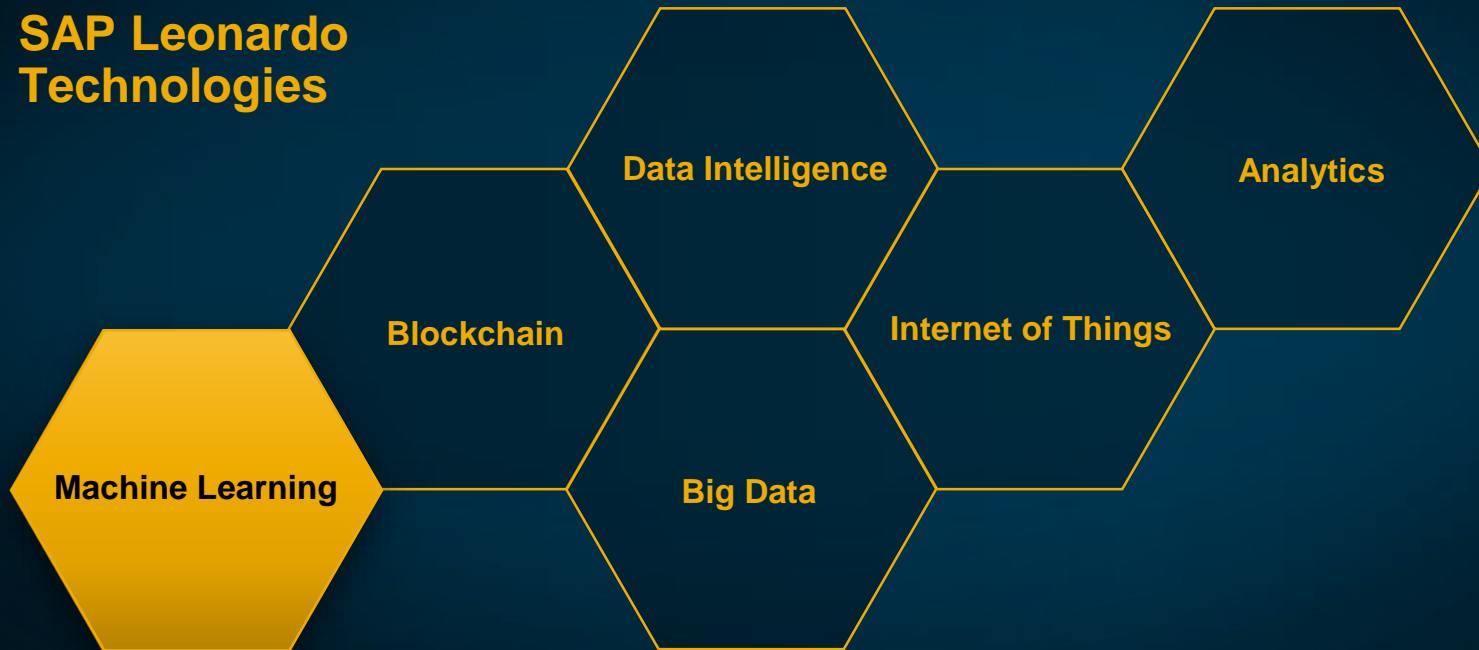 SAP Leonardo
Technologies
Data Intelligence
Analytics
Blockchain
Internet of Things
Machine Learning
Big Data